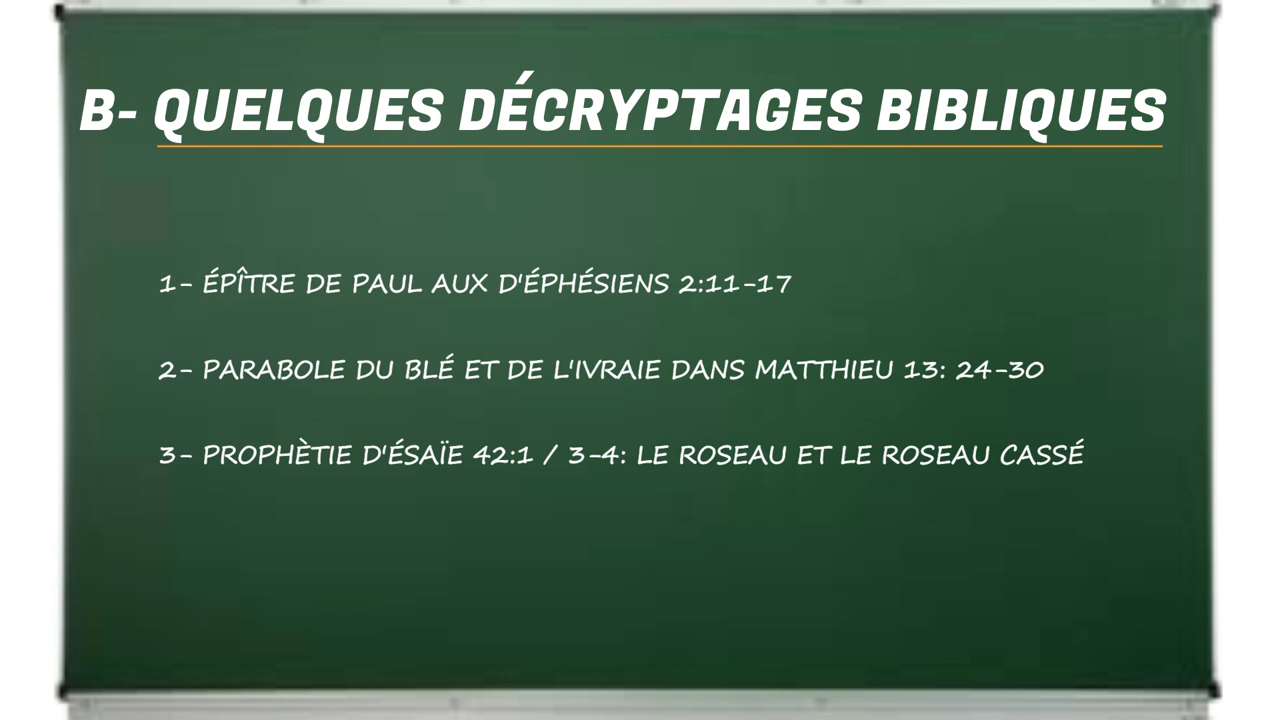 B- QUELQUES DÉCRYPTAGES BIBLIQUES
1- ÉPÎTRE DE PAUL AUX D'ÉPHÉSIENS 2:11-17
2- PARABOLE DU BLÉ ET DE L'IVRAIE DANS MATTHIEU 13: 24-30
3- PROPHÈTIE D'ÉSAÏE 42:1 / 3-4: LE ROSEAU ET LE ROSEAU CASSÉ